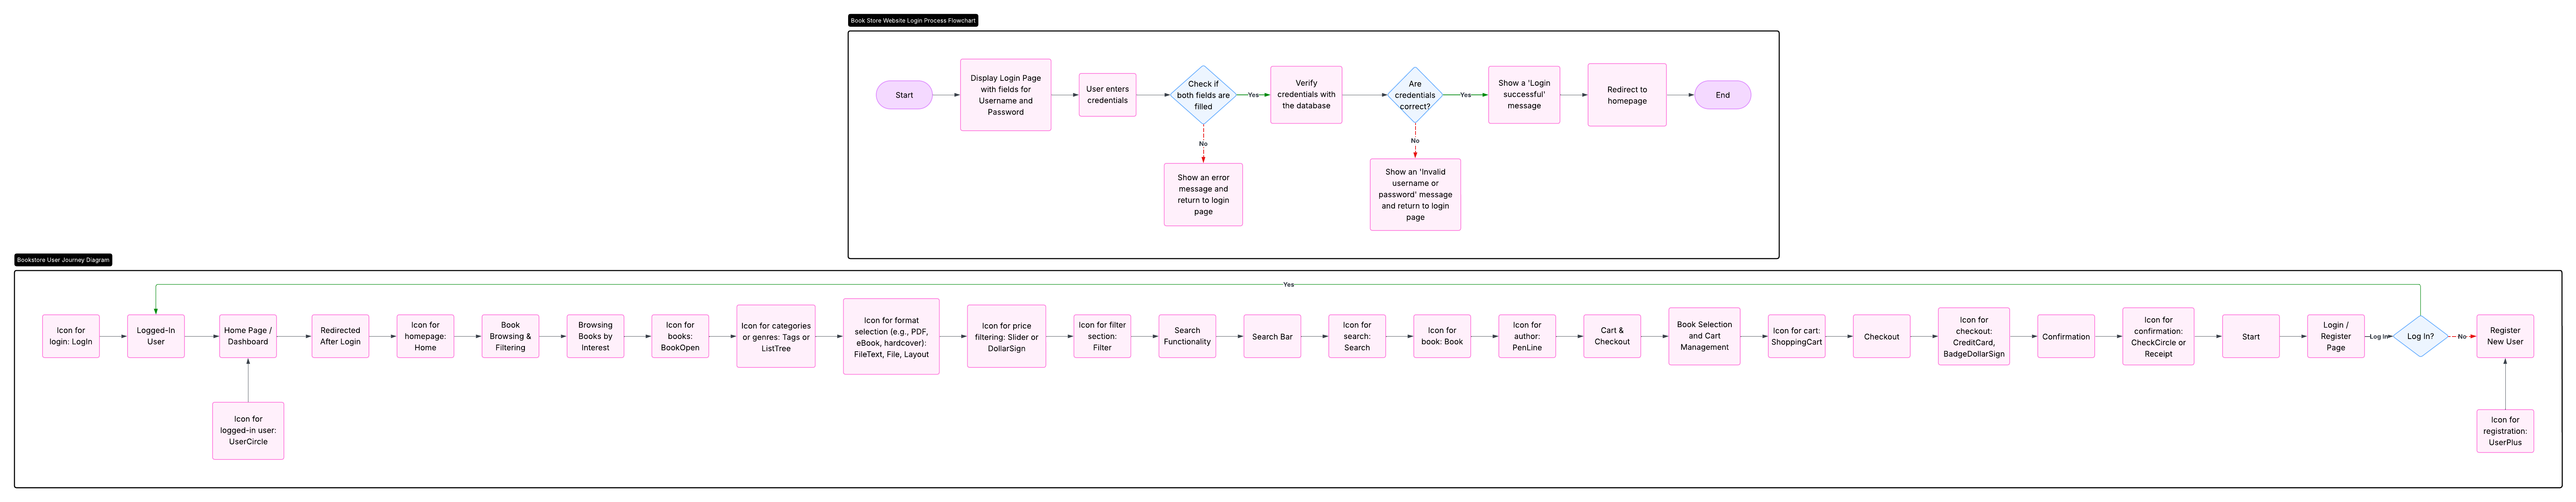 Book Store Website Login Process Flowchart
Start
Display Login Page
with fields for
Username and
Password
User enters
credentials
Check if
both fields are
filled
Yes
Verify
credentials with
the database
Are
credentials
correct?
Yes
Show a 'Login
successful'
message
Redirect to
homepage
End
No
Show an error
message and
return to login
page
No
Show an 'Invalid
username or
password' message
and return to login
page
Bookstore User Journey Diagram
Yes
Icon for
login: LogIn
Logged-In
User
Home Page /
Dashboard
Redirected
After Login
Icon for
homepage:
Home
Book
Browsing &
Filtering
Browsing
Books by
Interest
Icon for
books:
BookOpen
Icon for categories
or genres: Tags or
ListTree
Icon for format
selection (e.g., PDF,
eBook, hardcover):
FileText, File, Layout
Icon for price
filtering: Slider or
DollarSign
Icon for filter
section:
Filter
Search
Functionality
Search Bar
Icon for
search:
Search
Icon for
book: Book
Icon for
author:
PenLine
Cart &
Checkout
Book Selection
and Cart
Management
Icon for cart:
ShoppingCart
Checkout
Icon for
checkout:
CreditCard,
BadgeDollarSign
Confirmation
Icon for
confirmation:
CheckCircle or
Receipt
Start
Login /
Register
Page
Log In
Log In?
No
Register
New User
Icon for
logged-in user:
UserCircle
Icon for
registration:
UserPlus